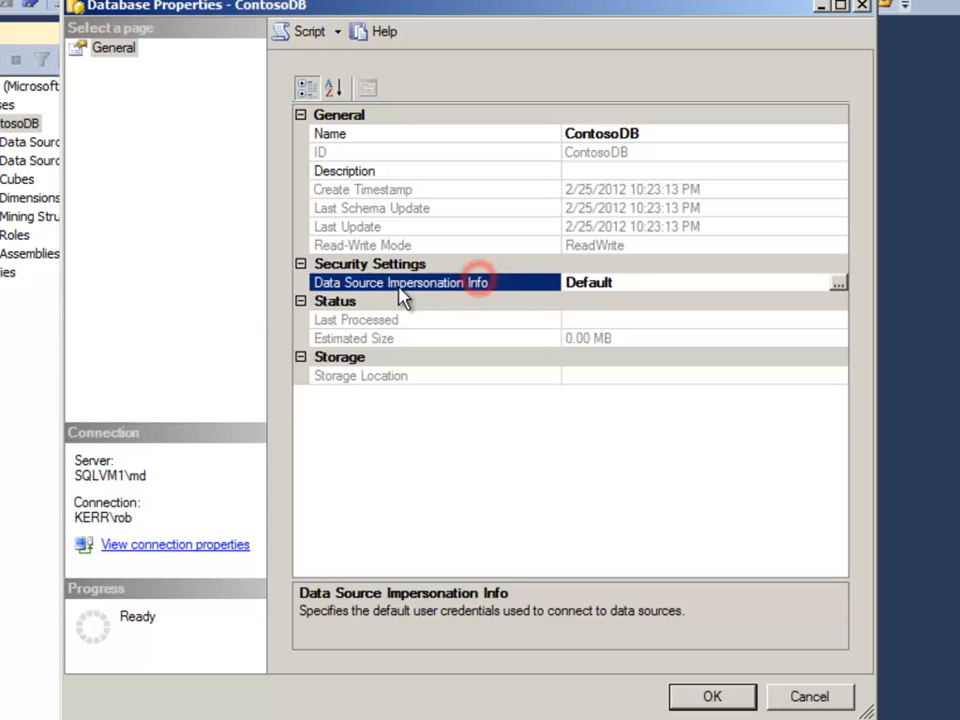 Database Properties - ContosoDB
Select a page
General
Script
Help
(Microsoft
ses
tosoDB
Data Sourc
Data Sourc
Cubes
Dimensions
Mining Stru
Roles
Assemblies
ies
General
Name ContosoDB
ID ContosoDB
Description
Create Timestamp 2/25/2012 10:23:13 PM
Last Schema Update 2/25/2012 10:23:13 PM
Last Update 2/25/2012 10:23:13 PM
Read-Write Mode ReadWrite
Security Settings
Data Source Impersonation Info Default ...
Status
Last Processed
Estimated Size 0.00 MB
Storage
Storage Location
Connection
Server:
SQLVM1\md
Connection:
KERR\rob
View connection properties
Progress
Ready
Data Source Impersonation Info
Specifies the default user credentials used to connect to data sources.
OK
Cancel